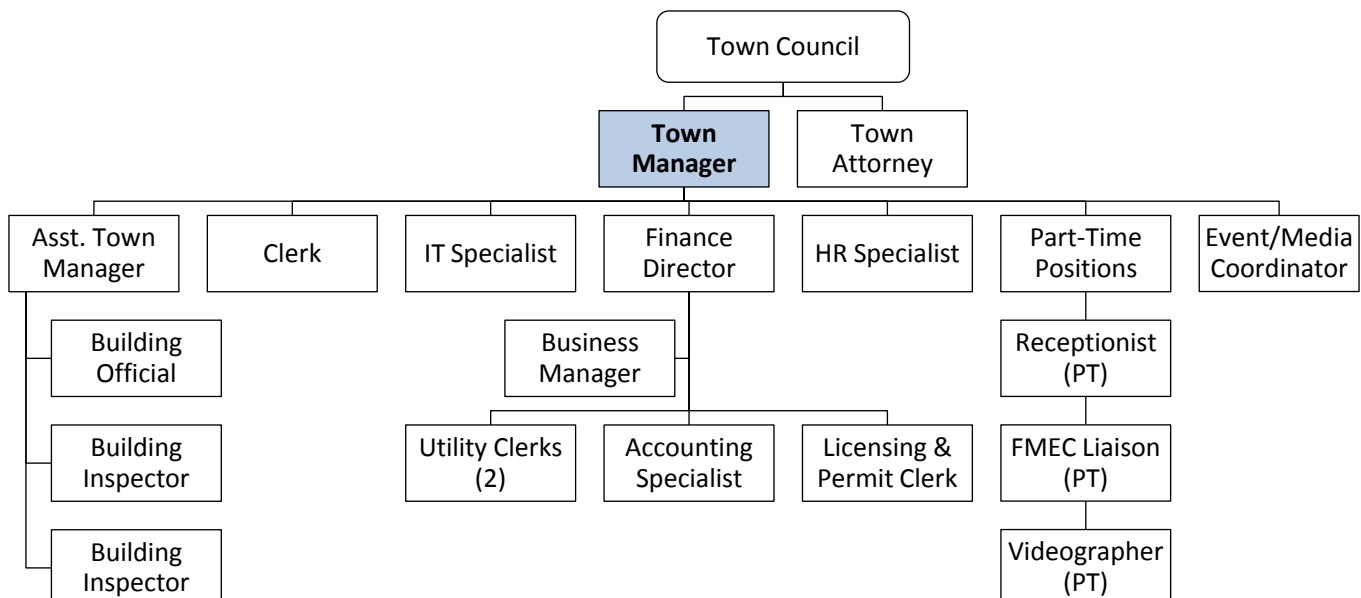 Town Council
Town
Manager
Town
Attorney
Asst. Town
Manager
Clerk
IT Specialist
Finance
Director
HR Specialist
Part-Time
Positions
Event/Media
Coordinator
Building
Official
Business
Manager
Receptionist
(PT)
Building
Inspector
Utility Clerks
(2)
Accounting
Specialist
Licensing &
Permit Clerk
FMEC Liaison
(PT)
Building
Inspector
Videographer
(PT)